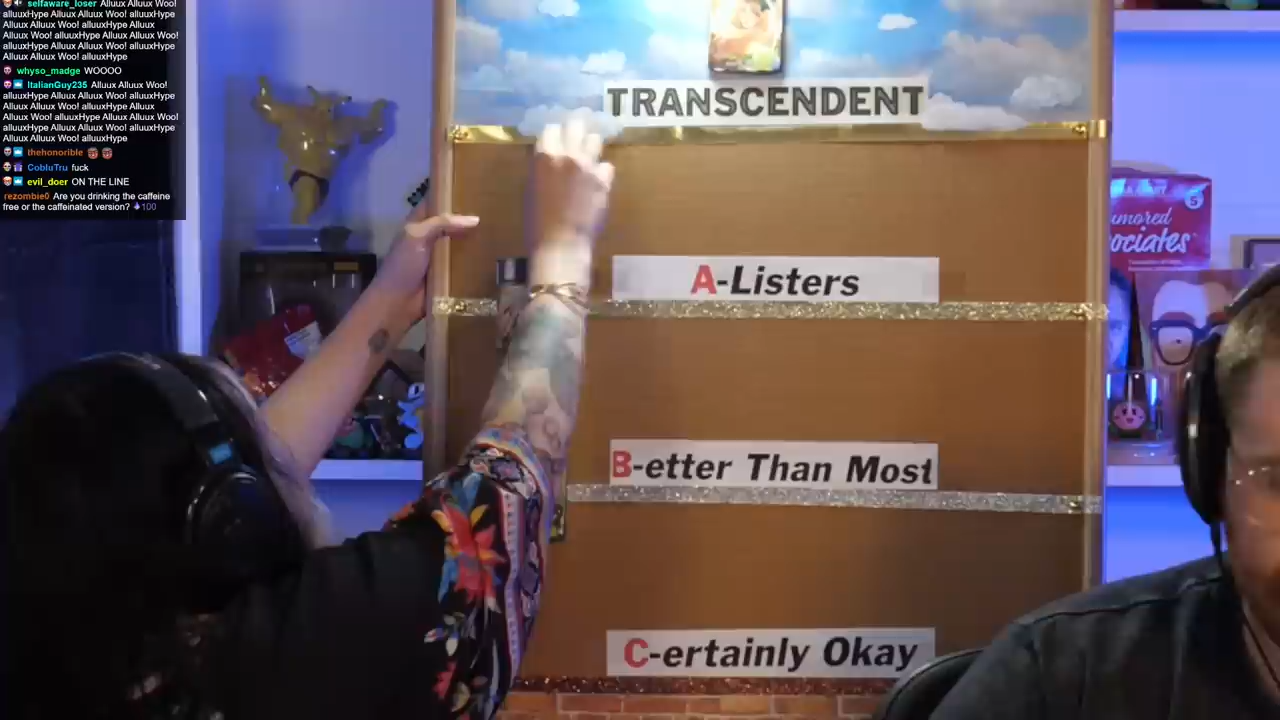 selfaware_loser Alluux Alluux Woo!
alluuxHype Alluux Alluux Woo!
alluuxHype Alluux Alluux Woo!
alluuxHype Alluux Alluux Woo! alluuxHype Alluux
Alluux Woo! alluuxHype Alluux Alluux Woo!
alluuxHype Alluux Alluux Woo! alluuxHype
Alluux Alluux Woo! alluuxHype
whyso_madge WOOOO
ItalianGuy235 Alluux Alluux Woo!
alluuxHype Alluux Alluux Woo! alluuxHype
Alluux Alluux Woo! alluuxHype Alluux
Alluux Woo! alluuxHype Alluux Alluux Woo!
alluuxHype Alluux Alluux Woo! alluuxHype
Alluux Alluux Woo! alluuxHype
thehonorible
CobluTru fuck
evil_doer ON THE LINE
rezombie0 Are you drinking the caffeine
free or the caffeinated version? 100
TRANSCENDENT
A-Listers
B-etter Than Most
C-ertainly Okay
5
umored
ociates